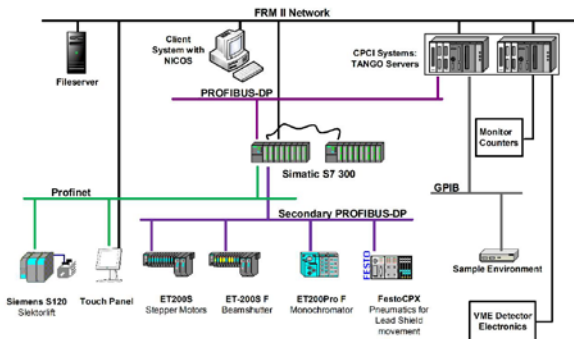 FRM II Network
Fileserver
Client
System with
NICOS
CPCI Systems:
TANGO Servers
PROFIBUS-DP
Monitor
Counters
Simatic S7 300
Profinet
GPIB
Secondary PROFIBUS-DP
FESTO
Siemens S120
Slektorlift
Touch Panel
ET200S
Stepper Motors
ET-200S F
Beamshutter
ET200Pro F
Monochromator
FestoCPX
Pneumatics for
Lead Shield
movement
Sample Environment
VME Detector
Electronics